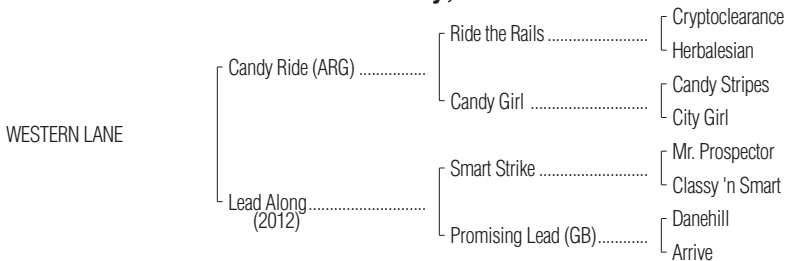 Cryptoclearance
Ride the Rails ....................
Herbalesian
Candy Ride (ARG) ................
Candy Stripes
Candy Girl ........................
City Girl
WESTERN LANE
Mr. Prospector
Smart Strike ......................
Classy 'n Smart
Lead Along............................
(2012)
Danehill
Promising Lead (GB)............
Arrive